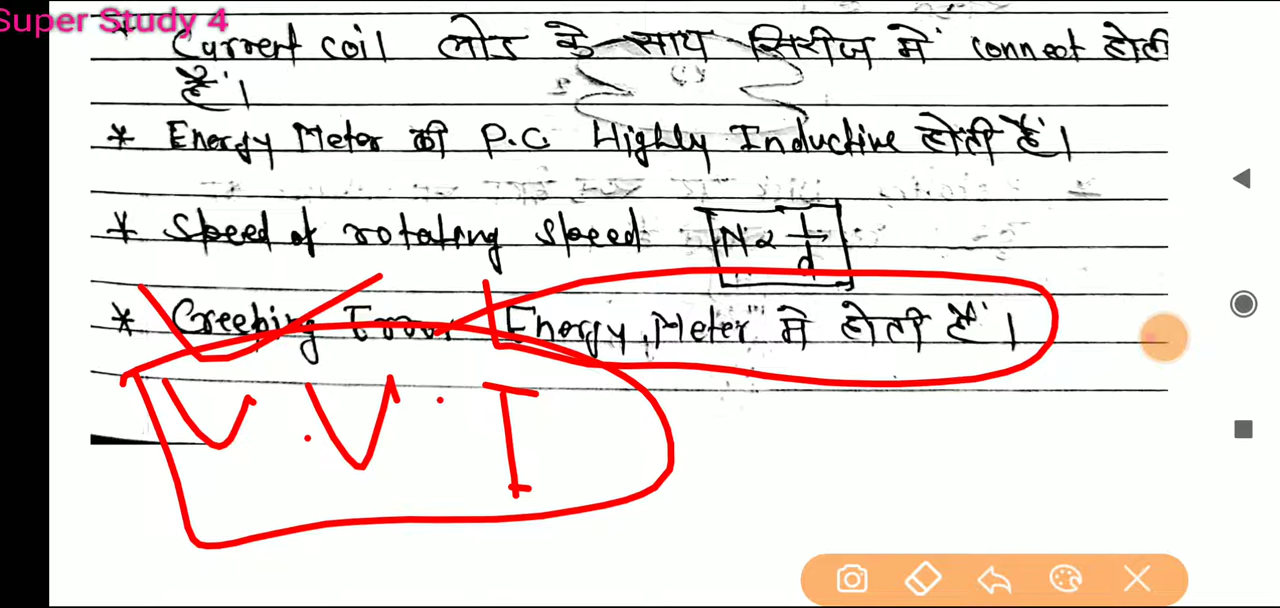 Super Study 4
* Current coil लोड के साथ सिरीज में connect होती
हैं।
* Energy Meter की P.C Highly Inductive होती हैं।
* Speed of rotating speed N ∝ 1/d
* Creeping Error Energy Meter में होती हैं।
V.V.I